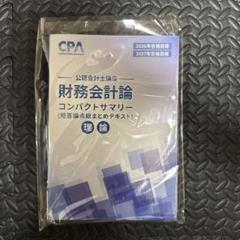 CPA
2026年合格目標
2027年合格目標
公認会計士講座
財務会計論
コンパクトサマリー
(短答論点総まとめテキスト)
理論